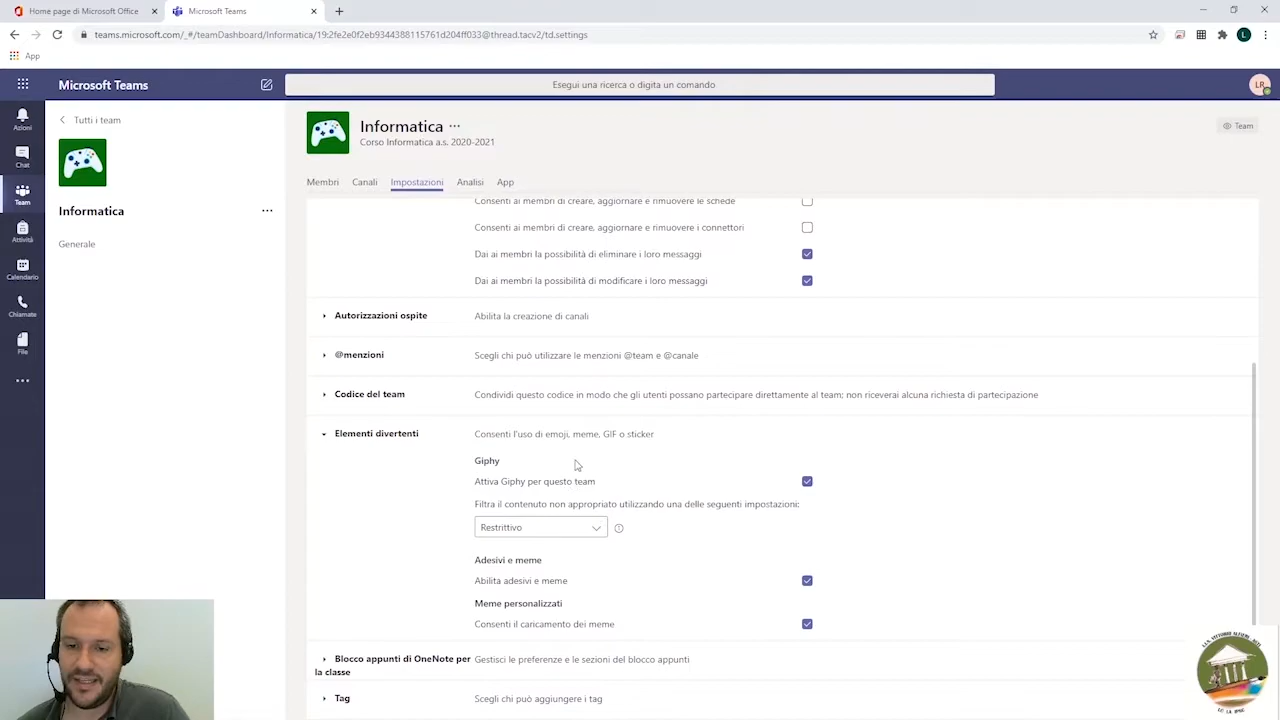 Home page di Microsoft Office
Microsoft Teams
teams.microsoft.com/_#/teamDashboard/Informatica/19:2fe2e0f2eb9344388115761d204ff033@thread.tacv2/td.settings
L
App
Microsoft Teams
Esegui una ricerca o digita un comando
LR
Azioni
Chat
Team
Attività
Calendario
Chiamate
File
Tutti i team
Informatica
Generale
Informatica
Corso Informatica a.s. 2020-2021
Team
Membri Canali Impostazioni Analisi App
Consenti ai membri di creare, aggiornare e rimuovere le schede
Consenti ai membri di creare, aggiornare e rimuovere i connettori
Dai ai membri la possibilità di eliminare i loro messaggi
Dai ai membri la possibilità di modificare i loro messaggi
Autorizzazioni ospite Abilita la creazione di canali
@menzioni Scegli chi può utilizzare le menzioni @team e @canale
Codice del team Condividi questo codice in modo che gli utenti possano partecipare direttamente al team; non riceverai alcuna richiesta di partecipazione
Elementi divertenti Consenti l'uso di emoji, meme, GIF o sticker
Giphy
Attiva Giphy per questo team
Filtra il contenuto non appropriato utilizzando una delle seguenti impostazioni:
Restrittivo
Adesivi e meme
Abilita adesivi e meme
Meme personalizzati
Consenti il caricamento dei meme
Blocco appunti di OneNote per la classe Gestisci le preferenze e le sezioni del blocco appunti
Tag Scegli chi può aggiungere i tag